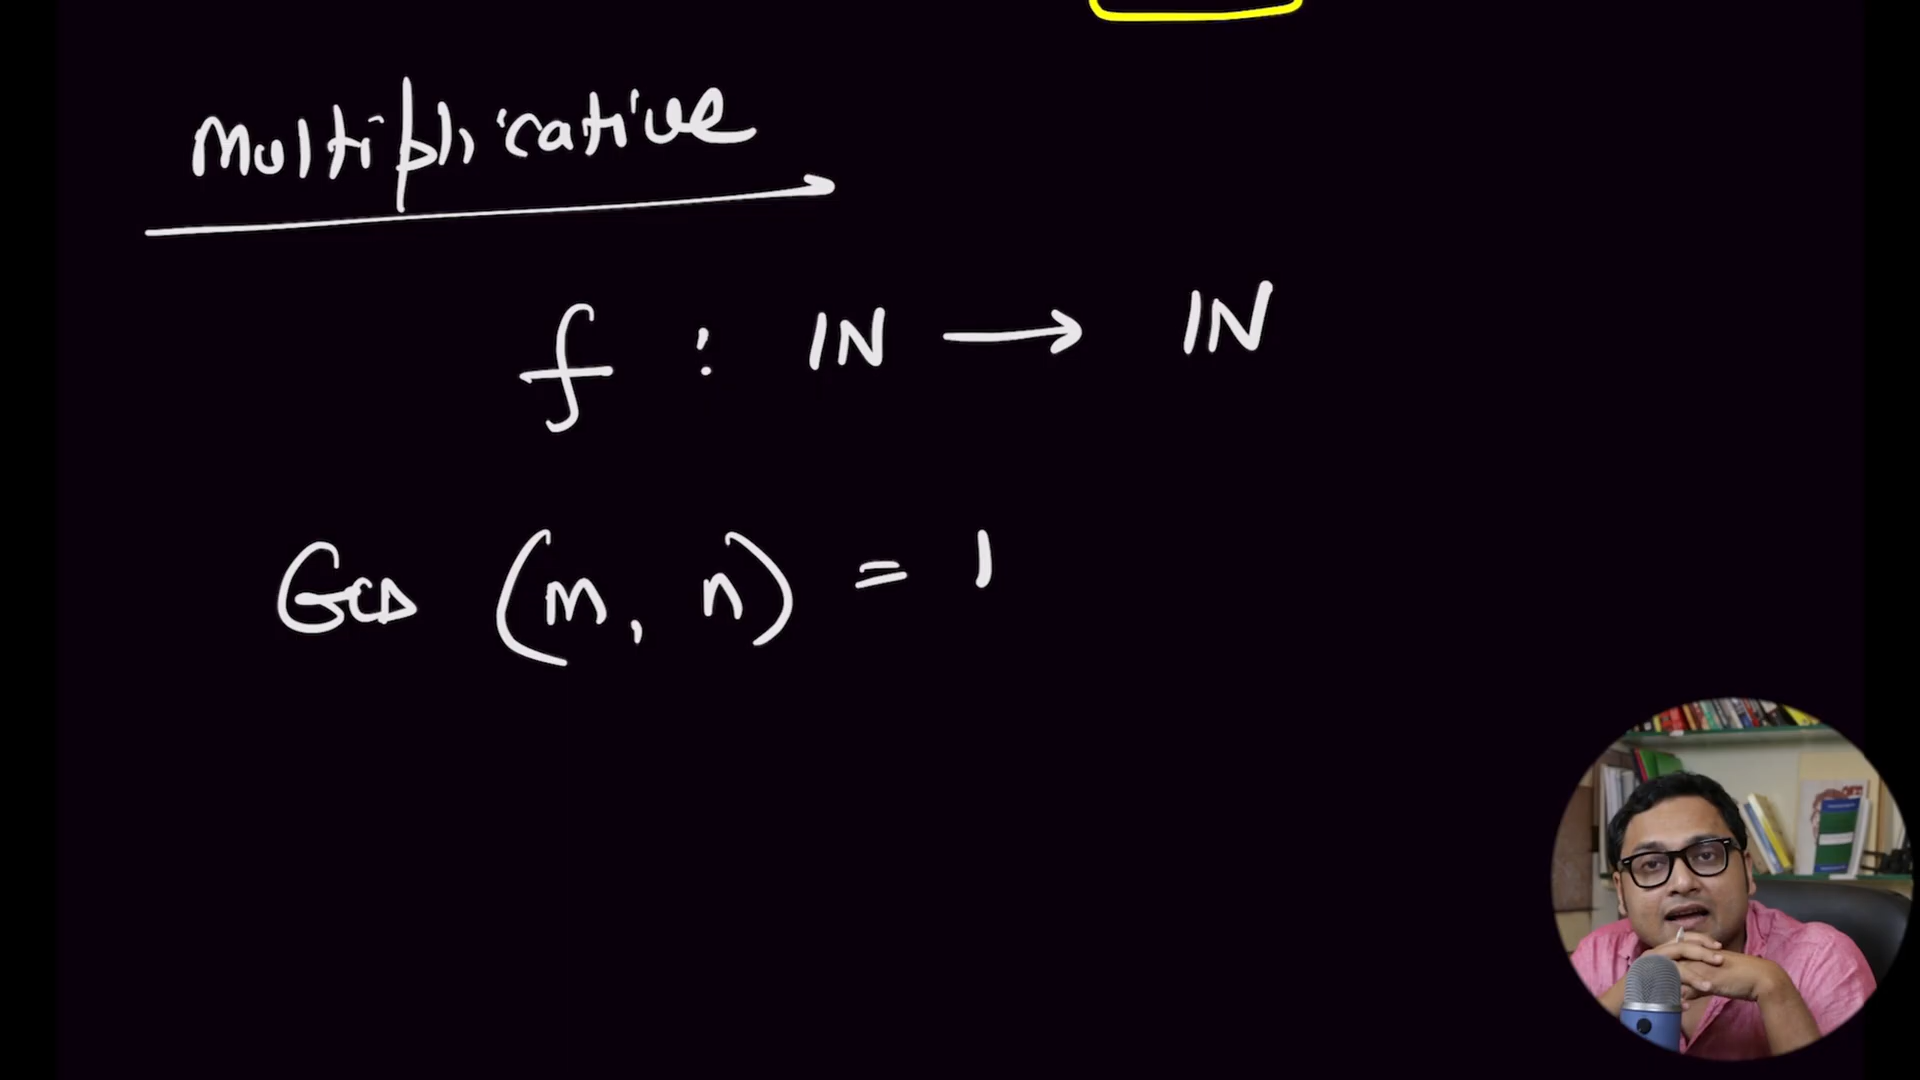 Multiplicative
f : IN → IN
GCD (m, n) = 1